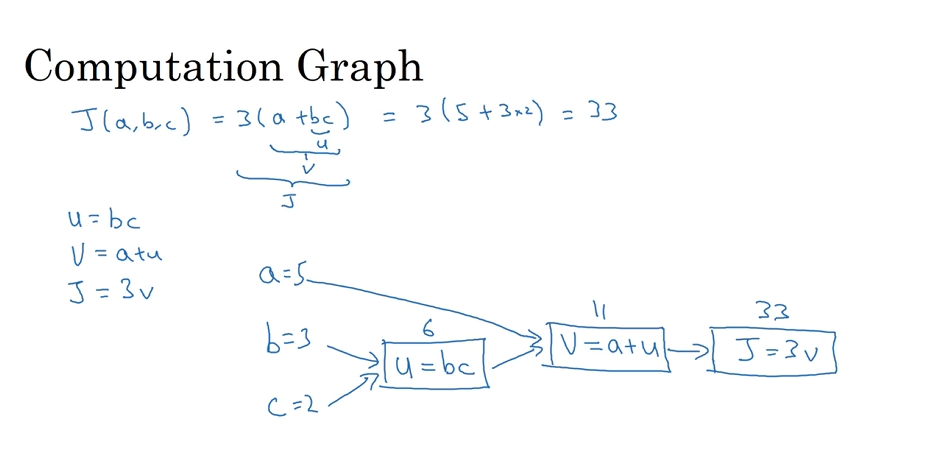 Computation Graph
J(a,b,c) = 3(a+bc) = 3(5+3×2) = 33
u
V
J
u = bc
V = a+u
J = 3v
a=5
11
33
b=3
6
V=a+u
J=3v
u=bc
c=2